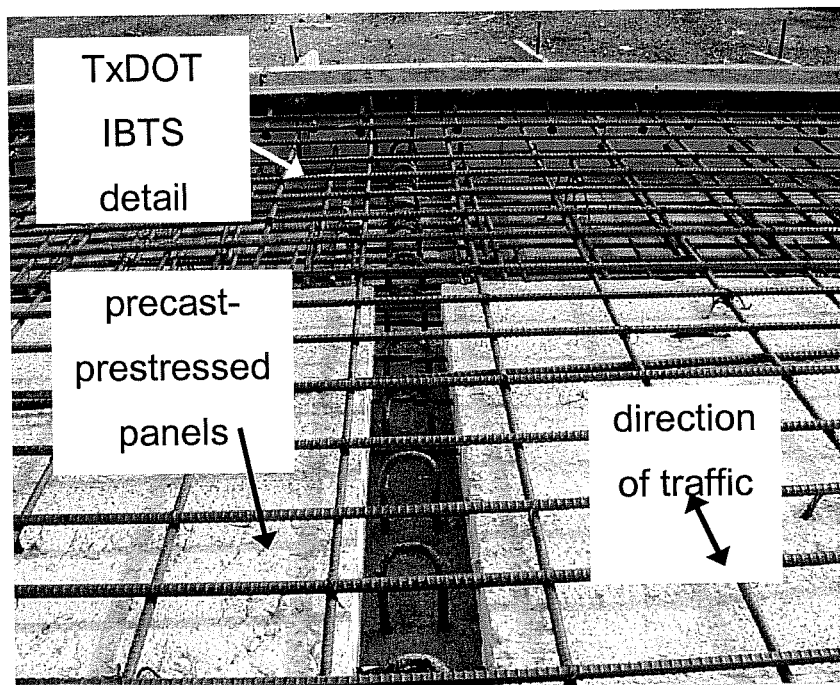 TxDOT
IBTS
detail
precast-
prestressed
panels
direction
of traffic